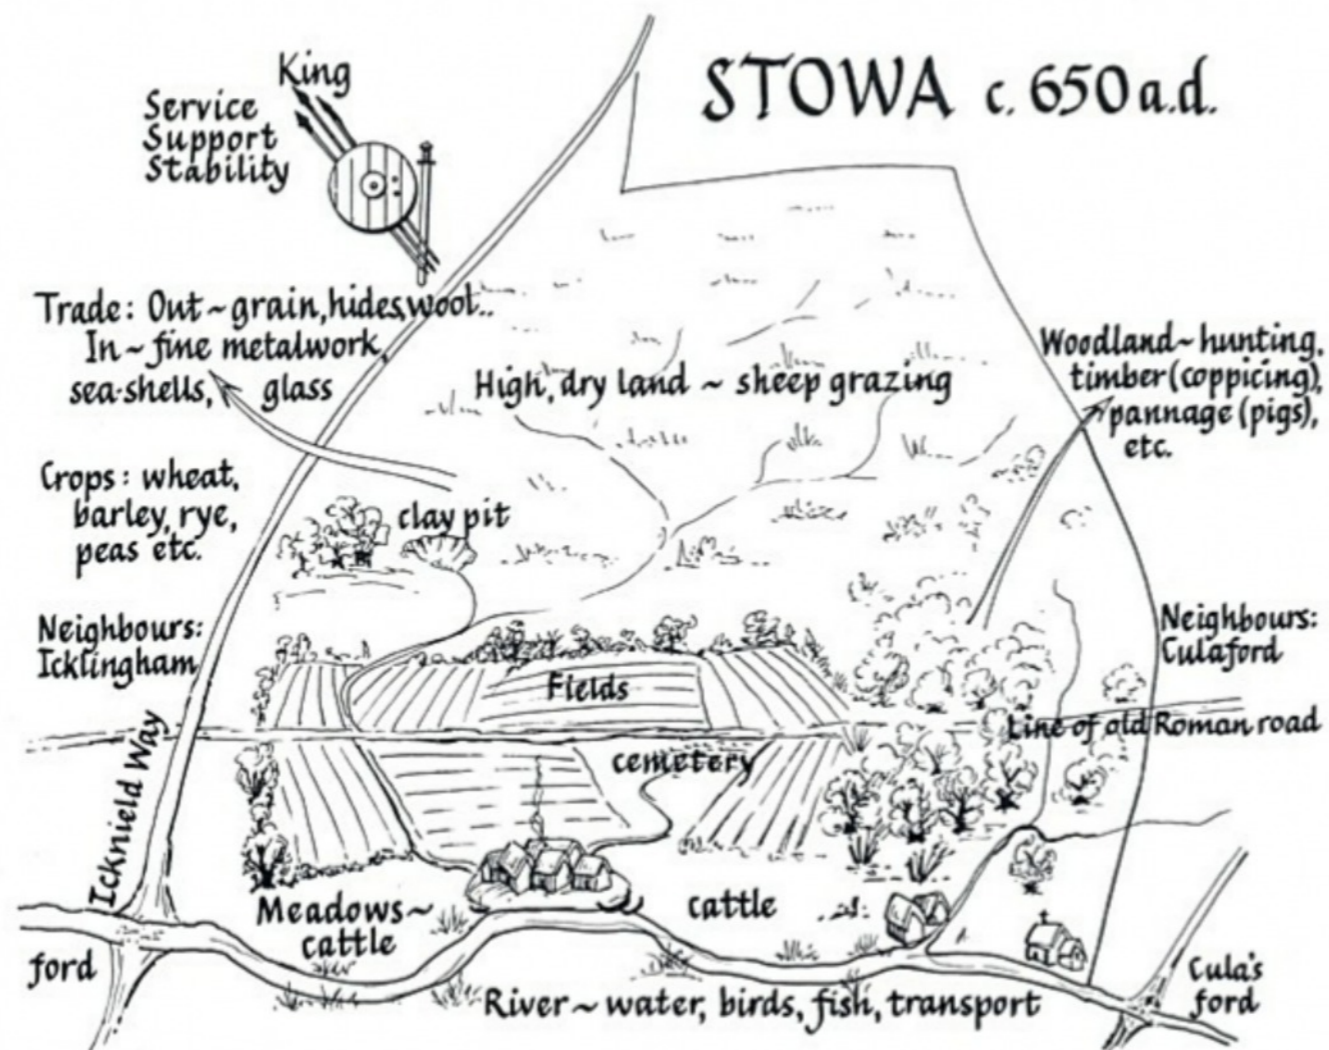 STOWA c. 650 a.d.
King
Service
Support
Stability
Trade: Out ~ grain, hides, wool..
In ~ fine metalwork,
sea-shells, glass
High, dry land ~ sheep grazing
Woodland ~ hunting,
timber (coppicing),
pannage (pigs),
etc.
Crops: wheat,
barley, rye,
peas etc.
clay pit
Neighbours:
Icklingham
Neighbours:
Culaford
Fields
Line of old Roman road
cemetery
Icknield Way
Meadows ~
cattle
cattle
ford
River ~ water, birds, fish, transport
Cula's
ford